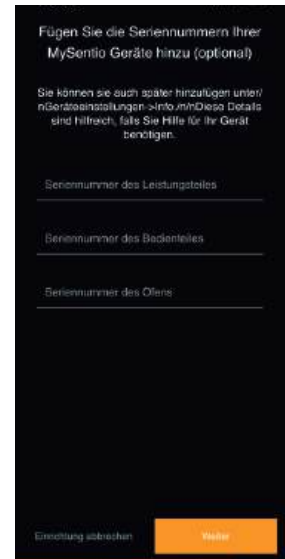 Fügen Sie die Seriennummern Ihrer
MySentio Geräte hinzu (optional)
Sie können sie auch später hinzufügen unter/
nGeräteeinstellungen->Info./n/nDiese Details
sind hilfreich, falls Sie Hilfe für Ihr Gerät
benötigen.
Seriennummer des Leistungsteiles
Seriennummer des Bedienteiles
Seriennummer des Ofens
Einrichtung abbrechen Weiter